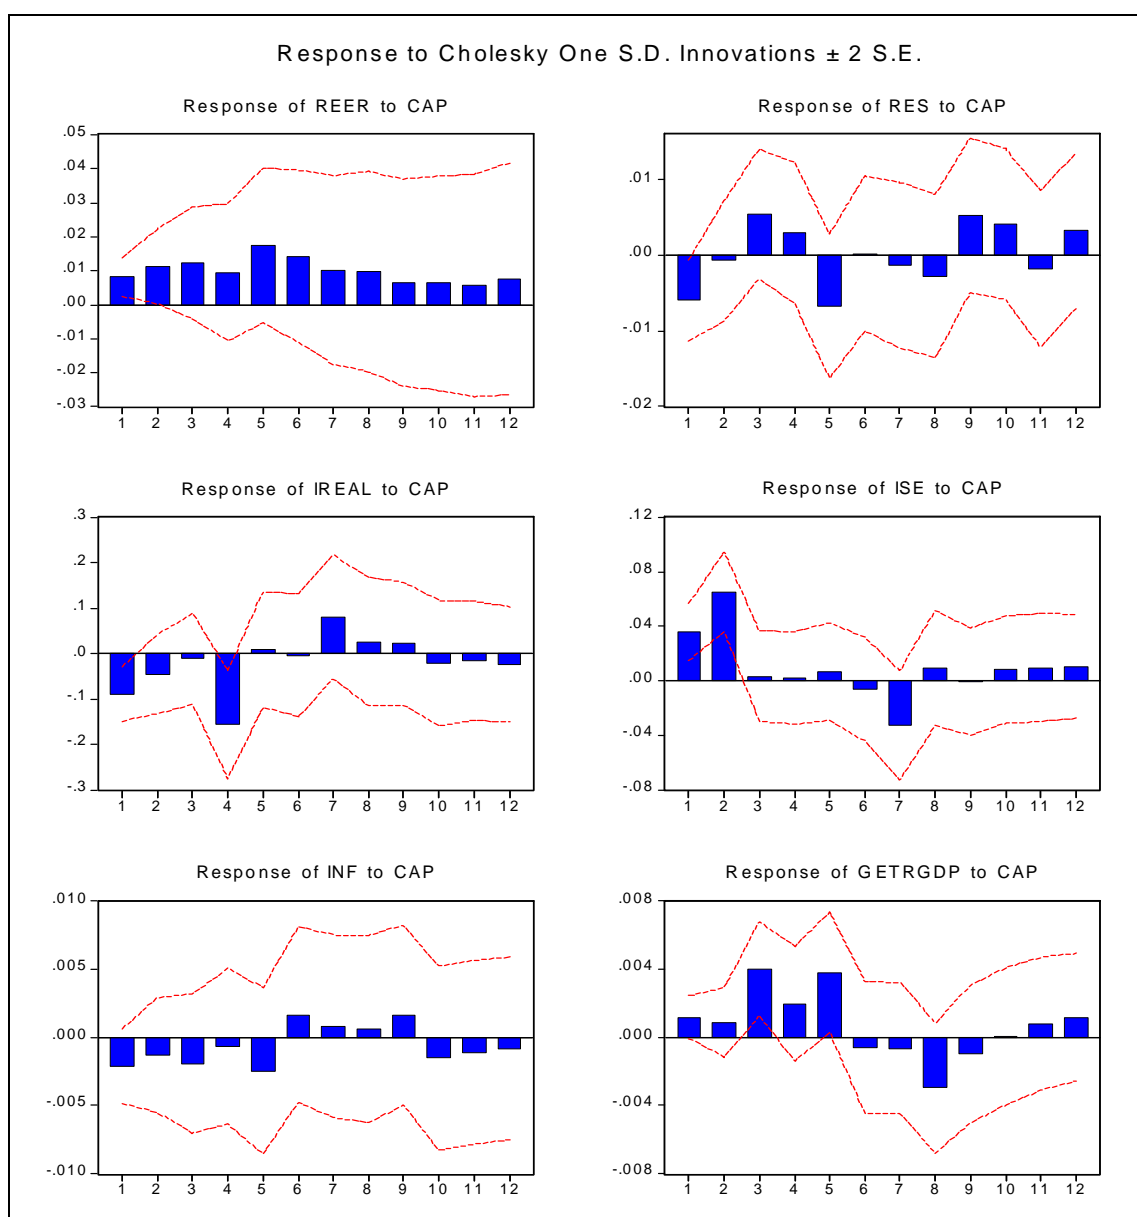 Response to Cholesky One S.D. Innovations ± 2 S.E.
Response of REER to CAP
.05
.04
.03
.02
.01
.00
-.01
-.02
-.03
1 2 3 4 5 6 7 8 9 10 11 12
Response of RES to CAP
.01
.00
-.01
-.02
1 2 3 4 5 6 7 8 9 10 11 12
Response of IREAL to CAP
.3
.2
.1
.0
-.1
-.2
-.3
1 2 3 4 5 6 7 8 9 10 11 12
Response of ISE to CAP
.12
.08
.04
.00
-.04
-.08
1 2 3 4 5 6 7 8 9 10 11 12
Response of INF to CAP
.010
.005
.000
-.005
-.010
1 2 3 4 5 6 7 8 9 10 11 12
Response of GETRGDP to CAP
.008
.004
.000
-.004
-.008
1 2 3 4 5 6 7 8 9 10 11 12